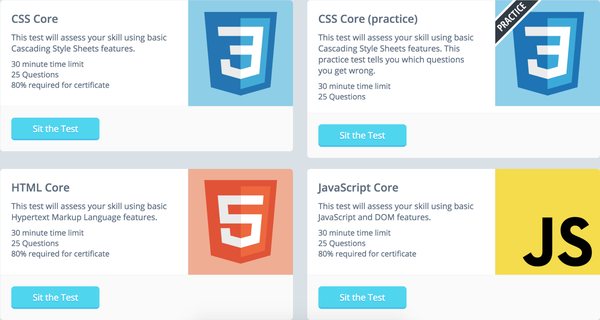 CSS Core
This test will assess your skill using basic
Cascading Style Sheets features.
30 minute time limit
25 Questions
80% required for certificate
3
Sit the Test
CSS Core (practice)
This test will assess your skill using basic
Cascading Style Sheets features. This
practice test tells you which questions
you get wrong.
30 minute time limit
25 Questions
3
PRACTICE
Sit the Test
HTML Core
This test will assess your skill using basic
Hypertext Markup Language features.
30 minute time limit
25 Questions
80% required for certificate
5
Sit the Test
JavaScript Core
This test will assess your skill using basic
JavaScript and DOM features.
30 minute time limit
25 Questions
80% required for certificate
JS
Sit the Test